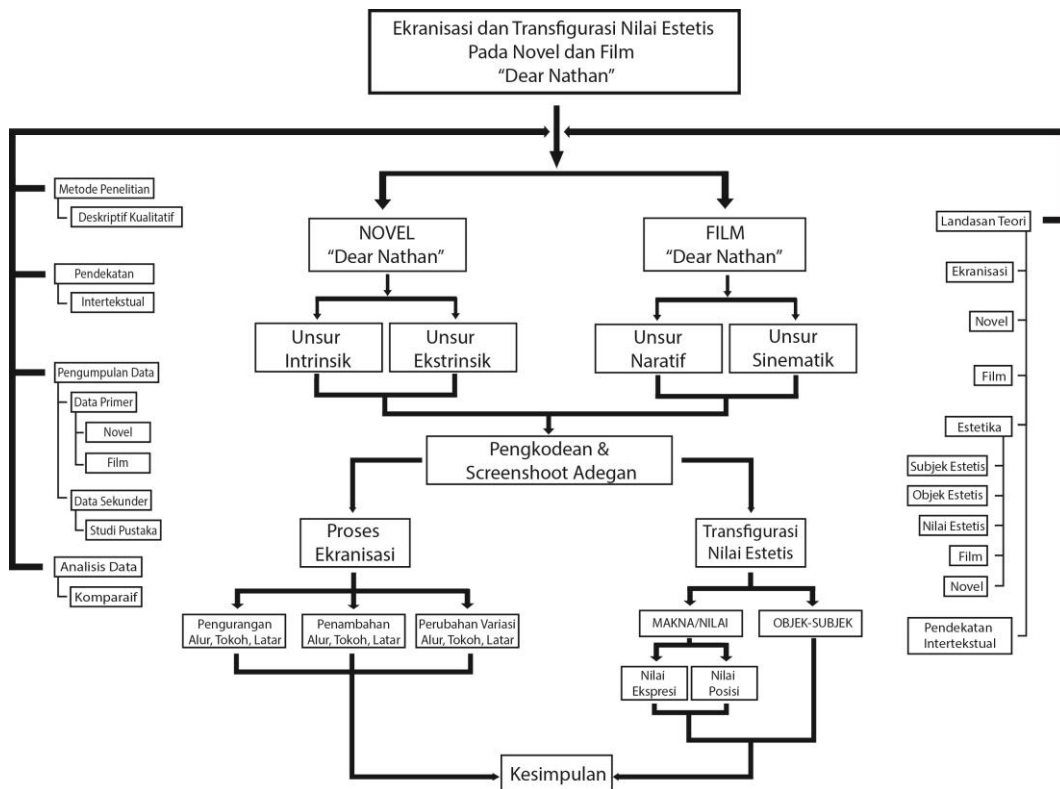 Ekranisasi dan Transfigurasi Nilai Estetis
Pada Novel dan Film
“Dear Nathan”
Metode Penelitian
Deskriptif Kualitatif
Pendekatan
Intertekstual
Pengumpulan Data
Data Primer
Novel
Film
Data Sekunder
Studi Pustaka
Analisis Data
Komparaif
NOVEL
“Dear Nathan”
FILM
“Dear Nathan”
Unsur
Intrinsik
Unsur
Ekstrinsik
Unsur
Naratif
Unsur
Sinematik
Pengkodean &
Screenshoot Adegan
Proses
Ekranisasi
Transfigurasi
Nilai Estetis
Pengurangan
Alur, Tokoh, Latar
Penambahan
Alur, Tokoh, Latar
Perubahan Variasi
Alur, Tokoh, Latar
MAKNA/NILAI
OBJEK-SUBJEK
Nilai
Ekspresi
Nilai
Posisi
Kesimpulan
Landasan Teori
Ekranisasi
Novel
Film
Estetika
Subjek Estetis
Objek Estetis
Nilai Estetis
Film
Novel
Pendekatan
Intertekstual